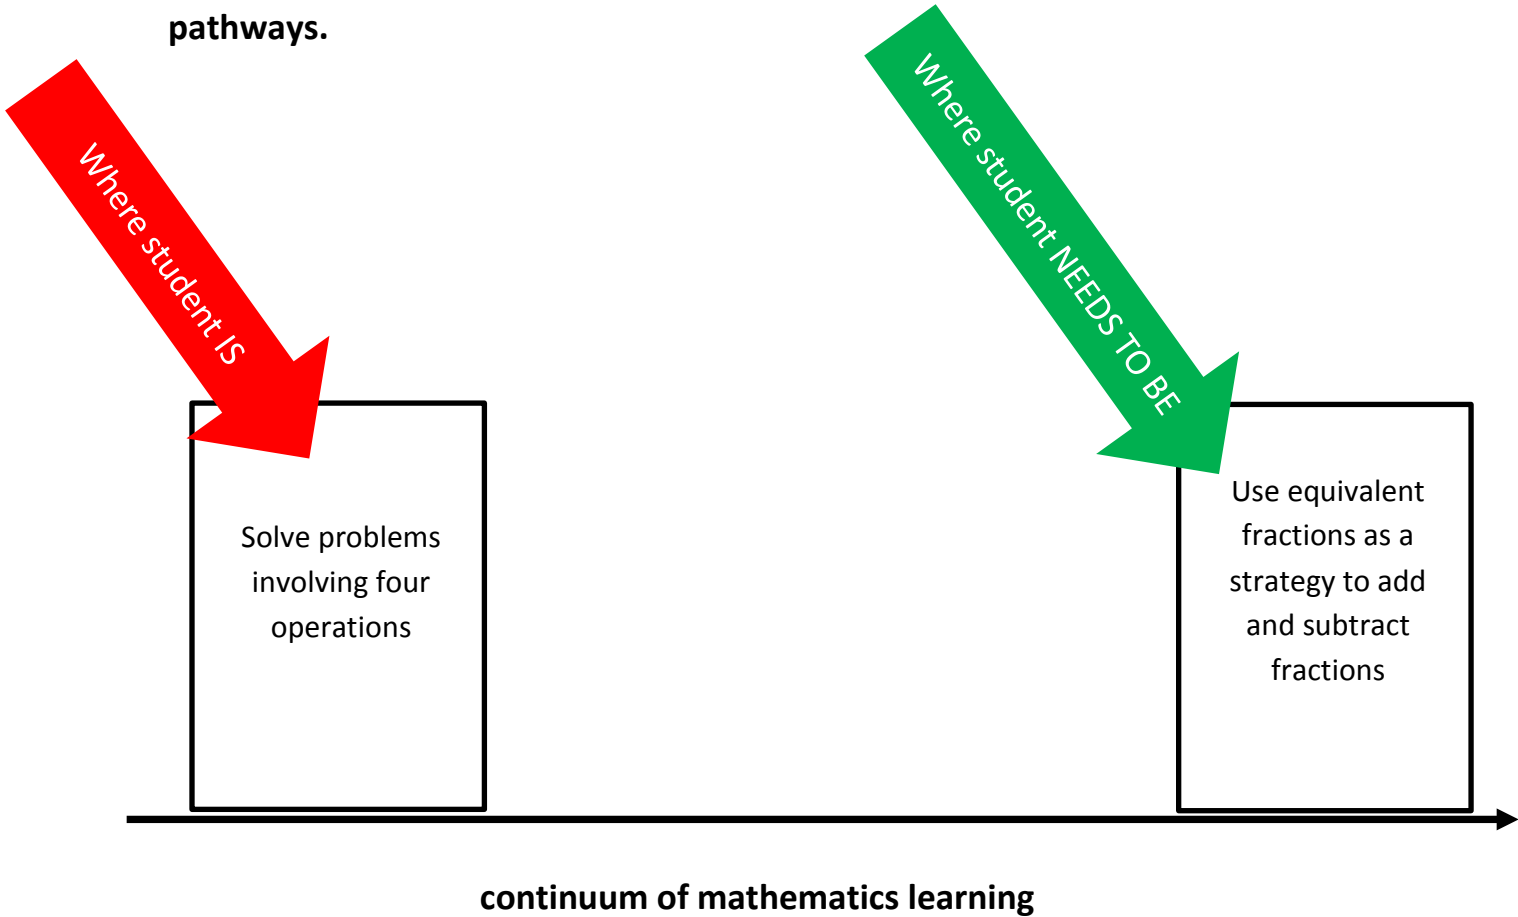 pathways.
Where student IS
Where student NEEDS TO BE
Solve problems
involving four
operations
Use equivalent
fractions as a
strategy to add
and subtract
fractions
continuum of mathematics learning